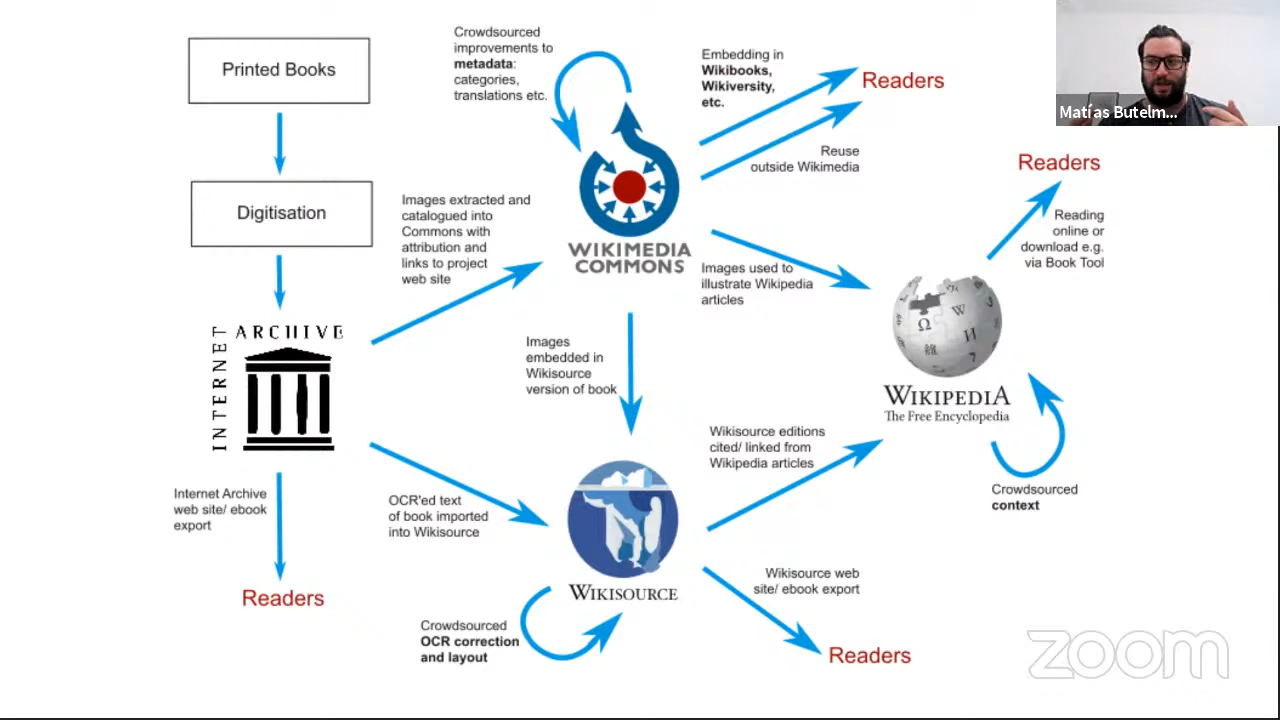 Printed Books
Digitisation
INTERNET
ARCHIVE
Internet Archive
web site/ ebook
export
Readers
Images extracted and
catalogued into
Commons with
attribution and
links to project
web site
OCR'ed text
of book imported
into Wikisource
Crowdsourced
improvements to
metadata:
categories,
translations etc.
WIKIMEDIA
COMMONS
Images
embedded in
Wikisource
version of book
WIKISOURCE
Crowdsourced
OCR correction
and layout
Embedding in
Wikibooks,
Wikiversity,
etc.
Readers
Reuse
outside Wikimedia
Images used to
illustrate Wikipedia
articles
Wikisource editions
cited/ linked from
Wikipedia articles
Wikisource web
site/ ebook export
Readers
Matías Butelm...
Readers
Reading
online or
download e.g.
via Book Tool
Ω W И
WIKIPEDIA
The Free Encyclopedia
Crowdsourced
context
zoom